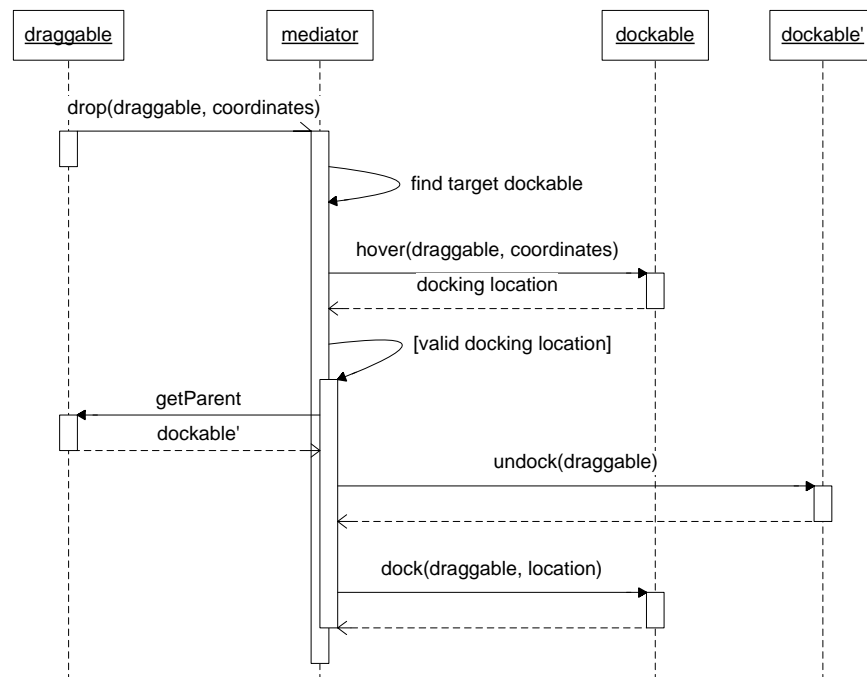 draggable
mediator
dockable
dockable'
drop(draggable, coordinates)
find target dockable
hover(draggable, coordinates)
docking location
[valid docking location]
getParent
dockable'
undock(draggable)
dock(draggable, location)